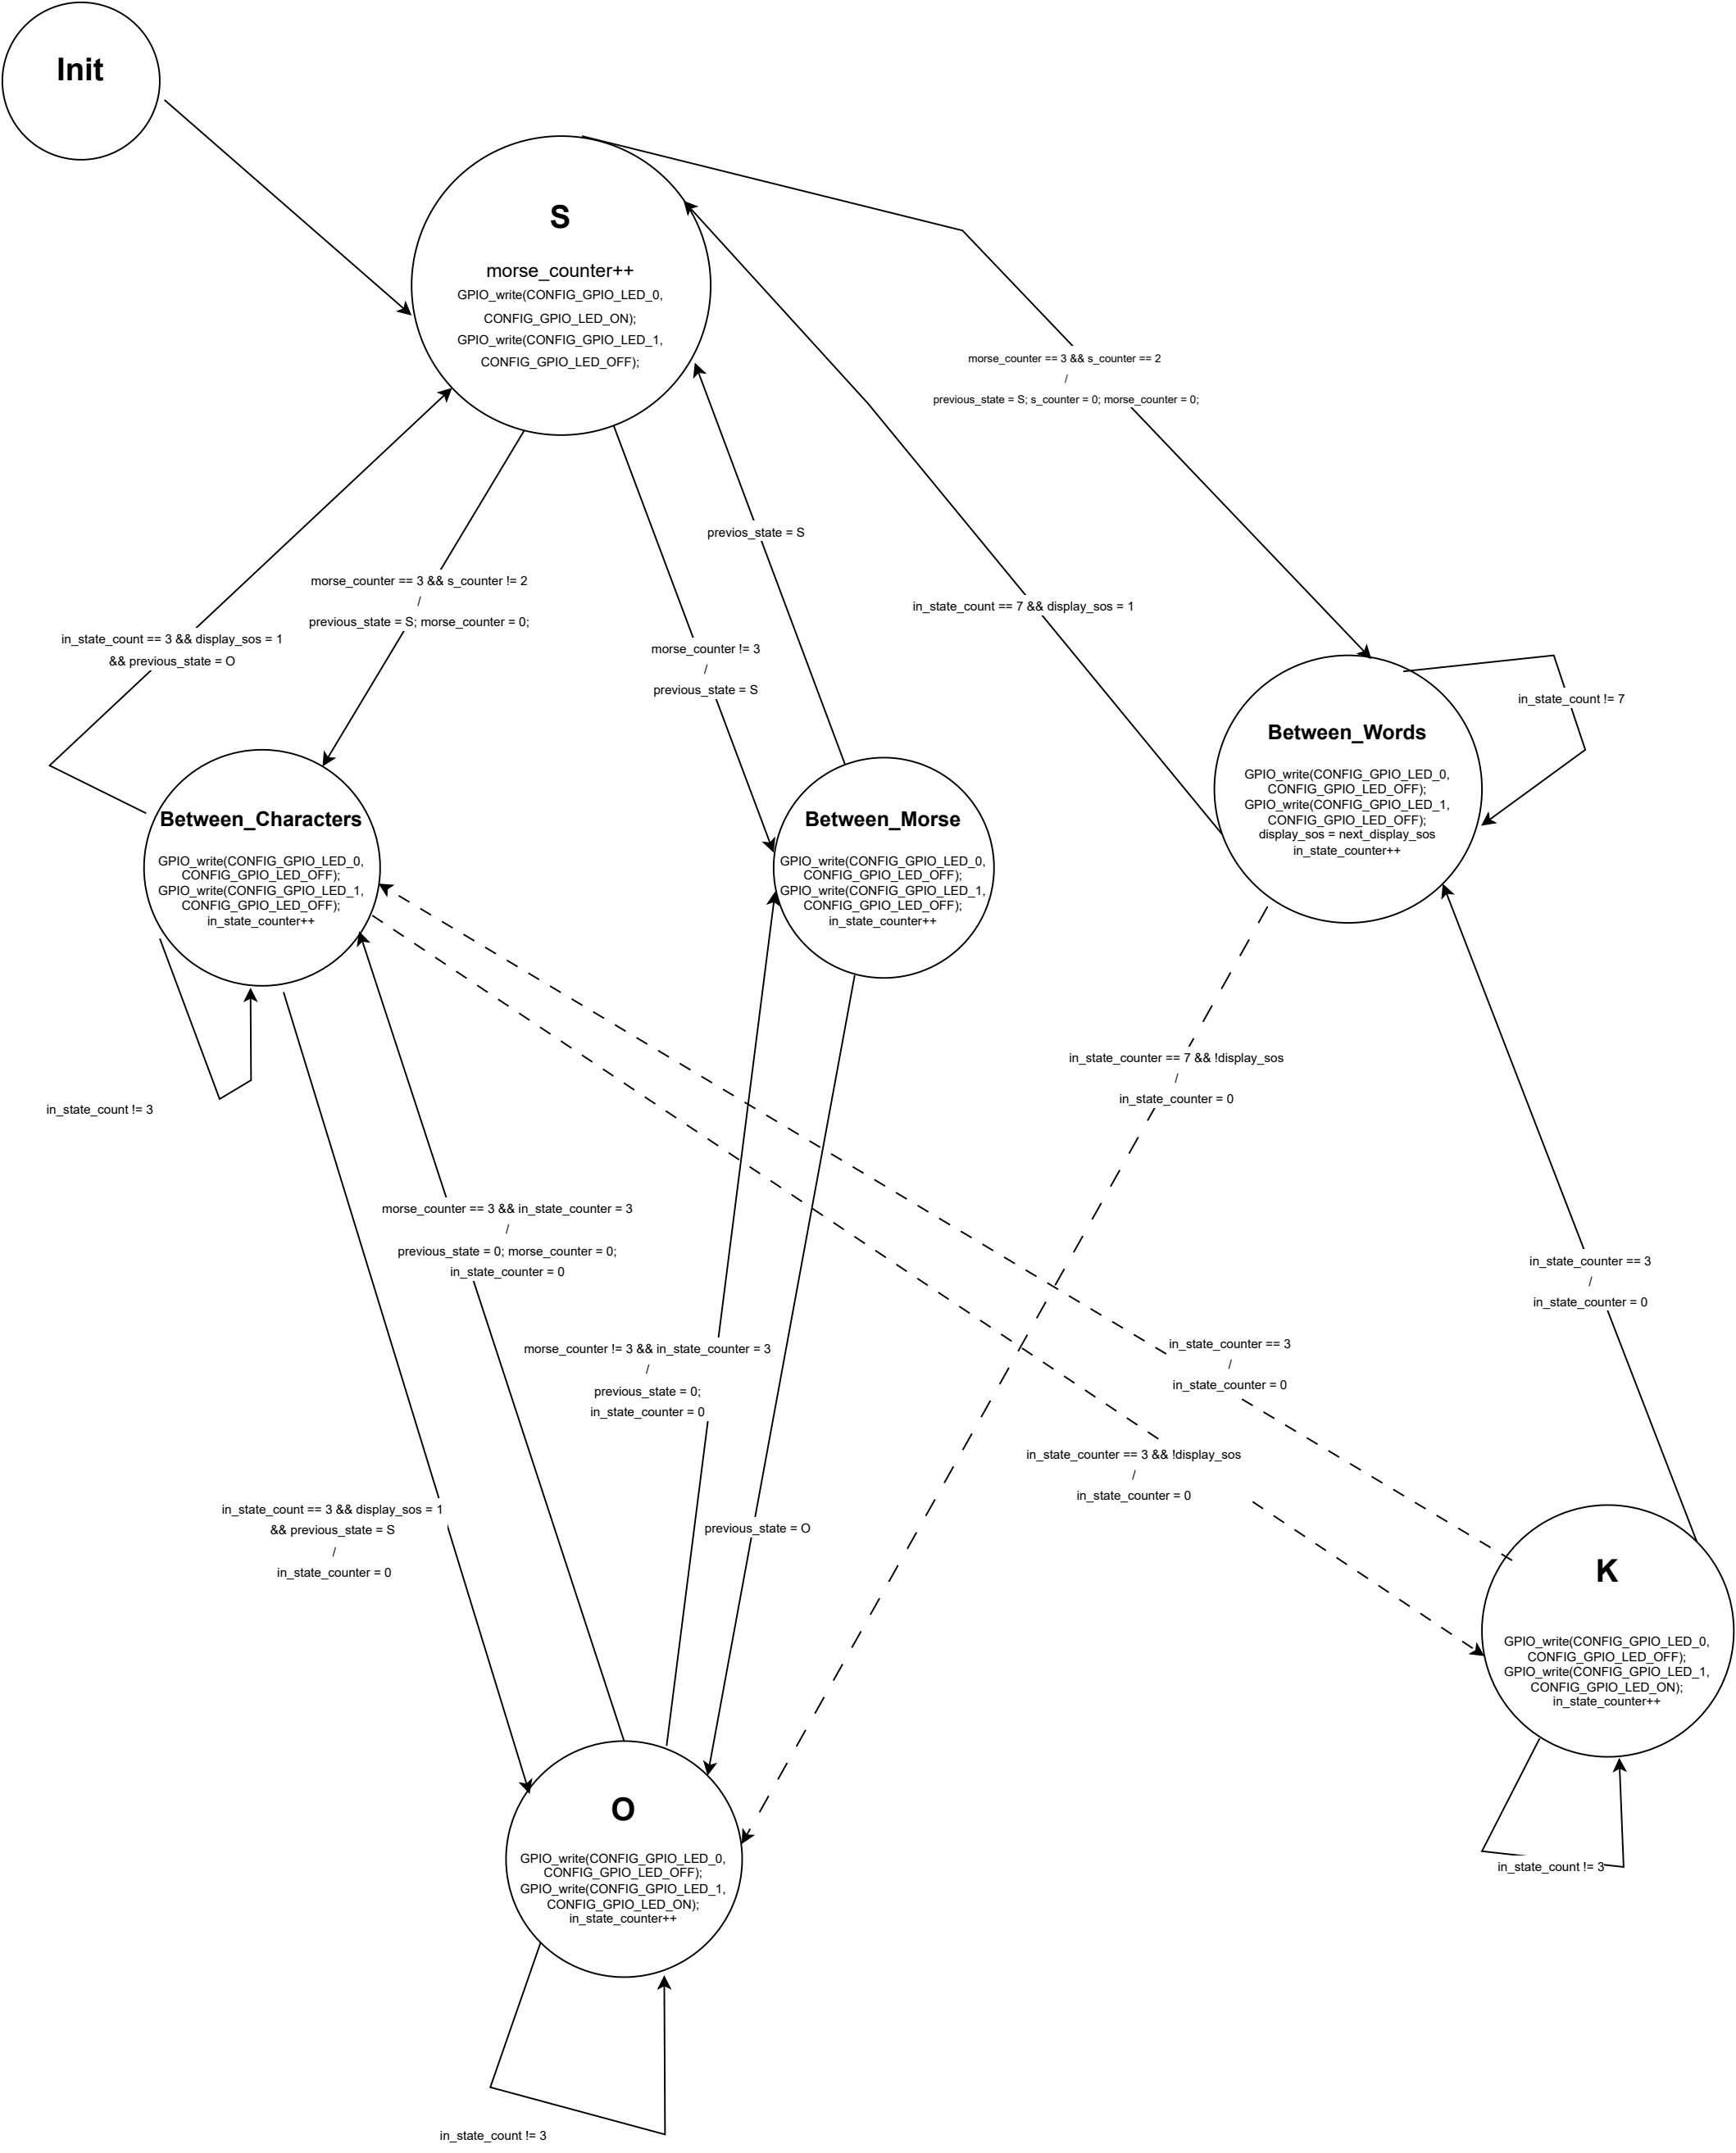 Init
S
morse_counter++
GPIO_write(CONFIG_GPIO_LED_0,
CONFIG_GPIO_LED_ON);
GPIO_write(CONFIG_GPIO_LED_1,
CONFIG_GPIO_LED_OFF);
morse_counter == 3 && s_counter == 2
/
previous_state = S; s_counter = 0; morse_counter = 0;
previos_state = S
morse_counter == 3 && s_counter != 2
/
previous_state = S; morse_counter = 0;
in_state_count == 7 && display_sos = 1
in_state_count == 3 && display_sos = 1
&& previous_state = O
morse_counter != 3
/
previous_state = S
in_state_count != 7
Between_Words
GPIO_write(CONFIG_GPIO_LED_0,
CONFIG_GPIO_LED_OFF);
GPIO_write(CONFIG_GPIO_LED_1,
CONFIG_GPIO_LED_OFF);
display_sos = next_display_sos
in_state_counter++
Between_Characters
GPIO_write(CONFIG_GPIO_LED_0,
CONFIG_GPIO_LED_OFF);
GPIO_write(CONFIG_GPIO_LED_1,
CONFIG_GPIO_LED_OFF);
in_state_counter++
Between_Morse
GPIO_write(CONFIG_GPIO_LED_0,
CONFIG_GPIO_LED_OFF);
GPIO_write(CONFIG_GPIO_LED_1,
CONFIG_GPIO_LED_OFF);
in_state_counter++
in_state_counter == 7 && !display_sos
/
in_state_counter = 0
in_state_count != 3
morse_counter == 3 && in_state_counter = 3
/
previous_state = 0; morse_counter = 0;
in_state_counter = 0
in_state_counter == 3
/
in_state_counter = 0
morse_counter != 3 && in_state_counter = 3
/
previous_state = 0;
in_state_counter = 0
in_state_counter == 3
/
in_state_counter = 0
in_state_counter == 3 && !display_sos
/
in_state_counter = 0
in_state_count == 3 && display_sos = 1
&& previous_state = S
/
in_state_counter = 0
previous_state = O
K
GPIO_write(CONFIG_GPIO_LED_0,
CONFIG_GPIO_LED_OFF);
GPIO_write(CONFIG_GPIO_LED_1,
CONFIG_GPIO_LED_ON);
in_state_counter++
O
GPIO_write(CONFIG_GPIO_LED_0,
CONFIG_GPIO_LED_OFF);
GPIO_write(CONFIG_GPIO_LED_1,
CONFIG_GPIO_LED_ON);
in_state_counter++
in_state_count != 3
in_state_count != 3